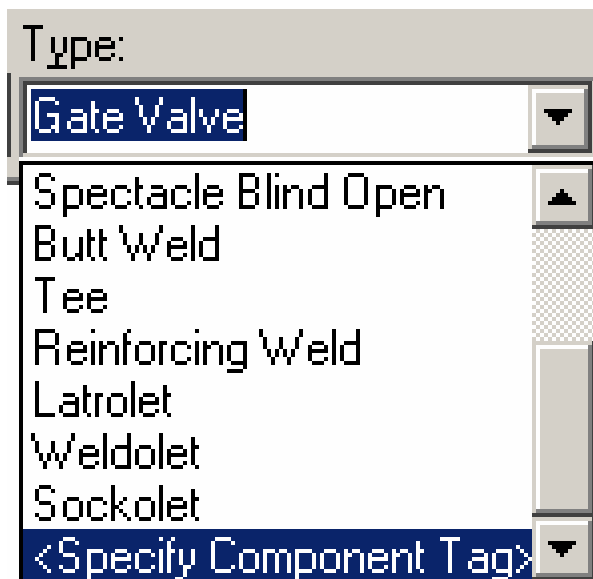 Type:
Gate Valve
Spectacle Blind Open
Butt Weld
Tee
Reinforcing Weld
Latrolet
Weldolet
Sockolet
<Specify Component Tag>